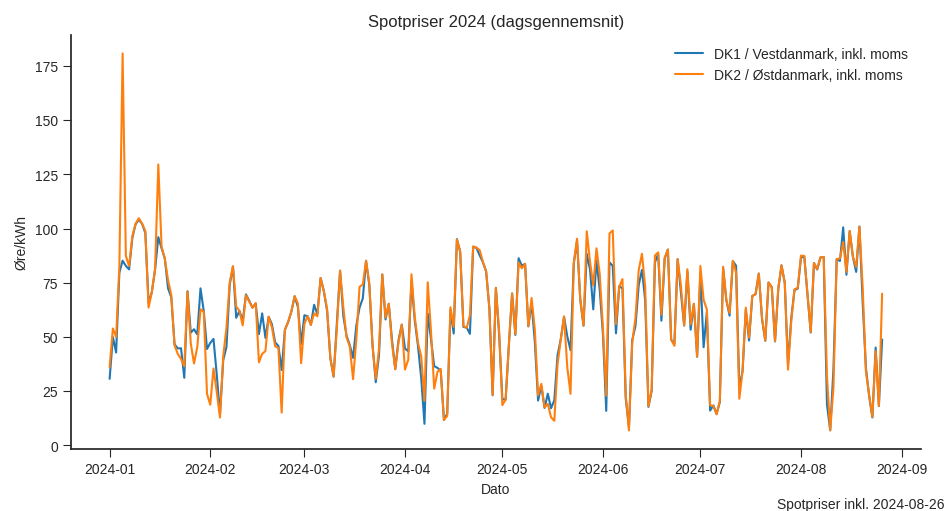 Spotpriser 2024 (dagsgennemsnit)
DK1 / Vestdanmark, inkl. moms
DK2 / Østdanmark, inkl. moms
Øre/kWh
175
150
125
100
75
50
25
0
2024-01 2024-02 2024-03 2024-04 2024-05 2024-06 2024-07 2024-08 2024-09
Dato
Spotpriser inkl. 2024-08-26